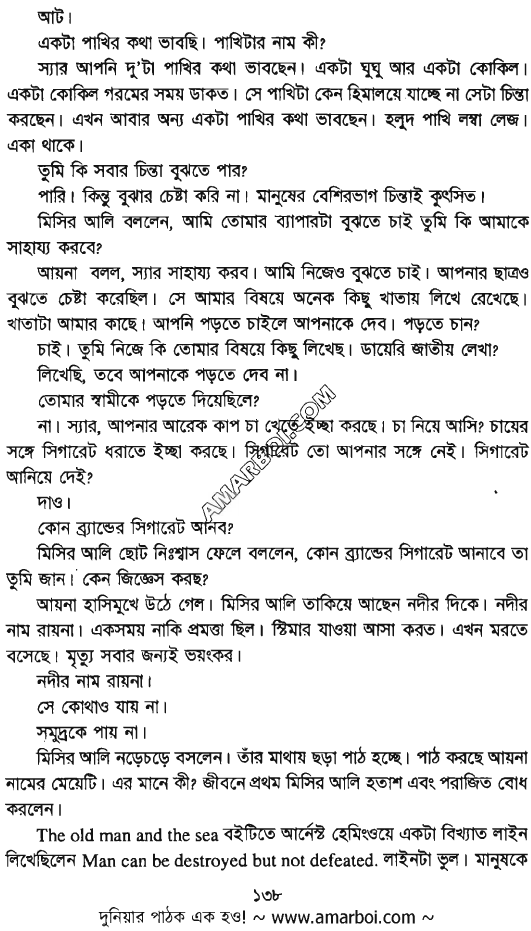 আট।
একটা পাখির কথা ভাবছি। পাখিটার নাম কী?
স্যার আপনি দু'টা পাখির কথা ভাবছেন। একটা ঘুঘু আর একটা কোকিল।
একটা কোকিল গরমের সময় ডাকত। সে পাখিটা কেন হিমালয়ে যাচ্ছে না সেটা চিন্তা
করছেন। এখন আবার অন্য একটা পাখির কথা ভাবছেন। হলুদ পাখি লম্বা লেজ।
একা থাকে।
তুমি কি সবার চিন্তা বুঝতে পার?
পারি। কিন্তু বুঝার চেষ্টা করি না। মানুষের বেশিরভাগ চিন্তাই কুৎসিত।
মিসির আলি বললেন, আমি তোমার ব্যাপারটা বুঝতে চাই তুমি কি আমাকে
সাহায্য করবে?
আয়না বলল, স্যার সাহায্য করব। আমি নিজেও বুঝতে চাই। আপনার ছাত্রও
বুঝতে চেষ্টা করেছিল। সে আমার বিষয়ে অনেক কিছু খাতায় লিখে রেখেছে।
খাতাটা আমার কাছে। আপনি পড়তে চাইলে আপনাকে দেব। পড়তে চান?
চাই। তুমি নিজে কি তোমার বিষয়ে কিছু লিখেছ। ডায়েরি জাতীয় লেখা?
লিখেছি, তবে আপনাকে পড়তে দেব না।
তোমার স্বামীকে পড়তে দিয়েছিলে?
না। স্যার, আপনার আরেক কাপ চা খেতে ইচ্ছা করছে। চা নিয়ে আসি? চায়ের
সঙ্গে সিগারেট ধরাতে ইচ্ছা করছে। সিগারেট তো আপনার সঙ্গে নেই। সিগারেট
আনিয়ে দেই?
দাও।
কোন ব্র্যান্ডের সিগারেট আনব?
মিসির আলি ছোট নিঃশ্বাস ফেলে বললেন, কোন ব্র্যান্ডের সিগারেট আনাবে তা
তুমি জান। কেন জিজ্ঞেস করছ?
আয়না হাসিমুখে উঠে গেল। মিসির আলি তাকিয়ে আছেন নদীর দিকে। নদীর
নাম রায়না। একসময় নাকি প্রমত্তা ছিল। স্টিমার যাওয়া আসা করত। এখন মরতে
বসেছে। মৃত্যু সবার জন্যই ভয়ংকর।
নদীর নাম রায়না।
সে কোথাও যায় না।
সমুদ্রকে পায় না।
মিসির আলি নড়েচড়ে বসলেন। তাঁর মাথায় ছড়া পাঠ হচ্ছে। পাঠ করছে আয়না
নামের মেয়েটি। এর মানে কী? জীবনে প্রথম মিসির আলি হতাশ এবং পরাজিত বোধ
করলেন।
The old man and the sea বইটিতে আর্নেস্ট হেমিংওয়ে একটা বিখ্যাত লাইন
লিখেছিলেন Man can be destroyed but not defeated. লাইনটা ভুল। মানুষকে
১৩৮
দুনিয়ার পাঠক এক হও! ~ www.amarboi.com ~
AMARBOI.COM